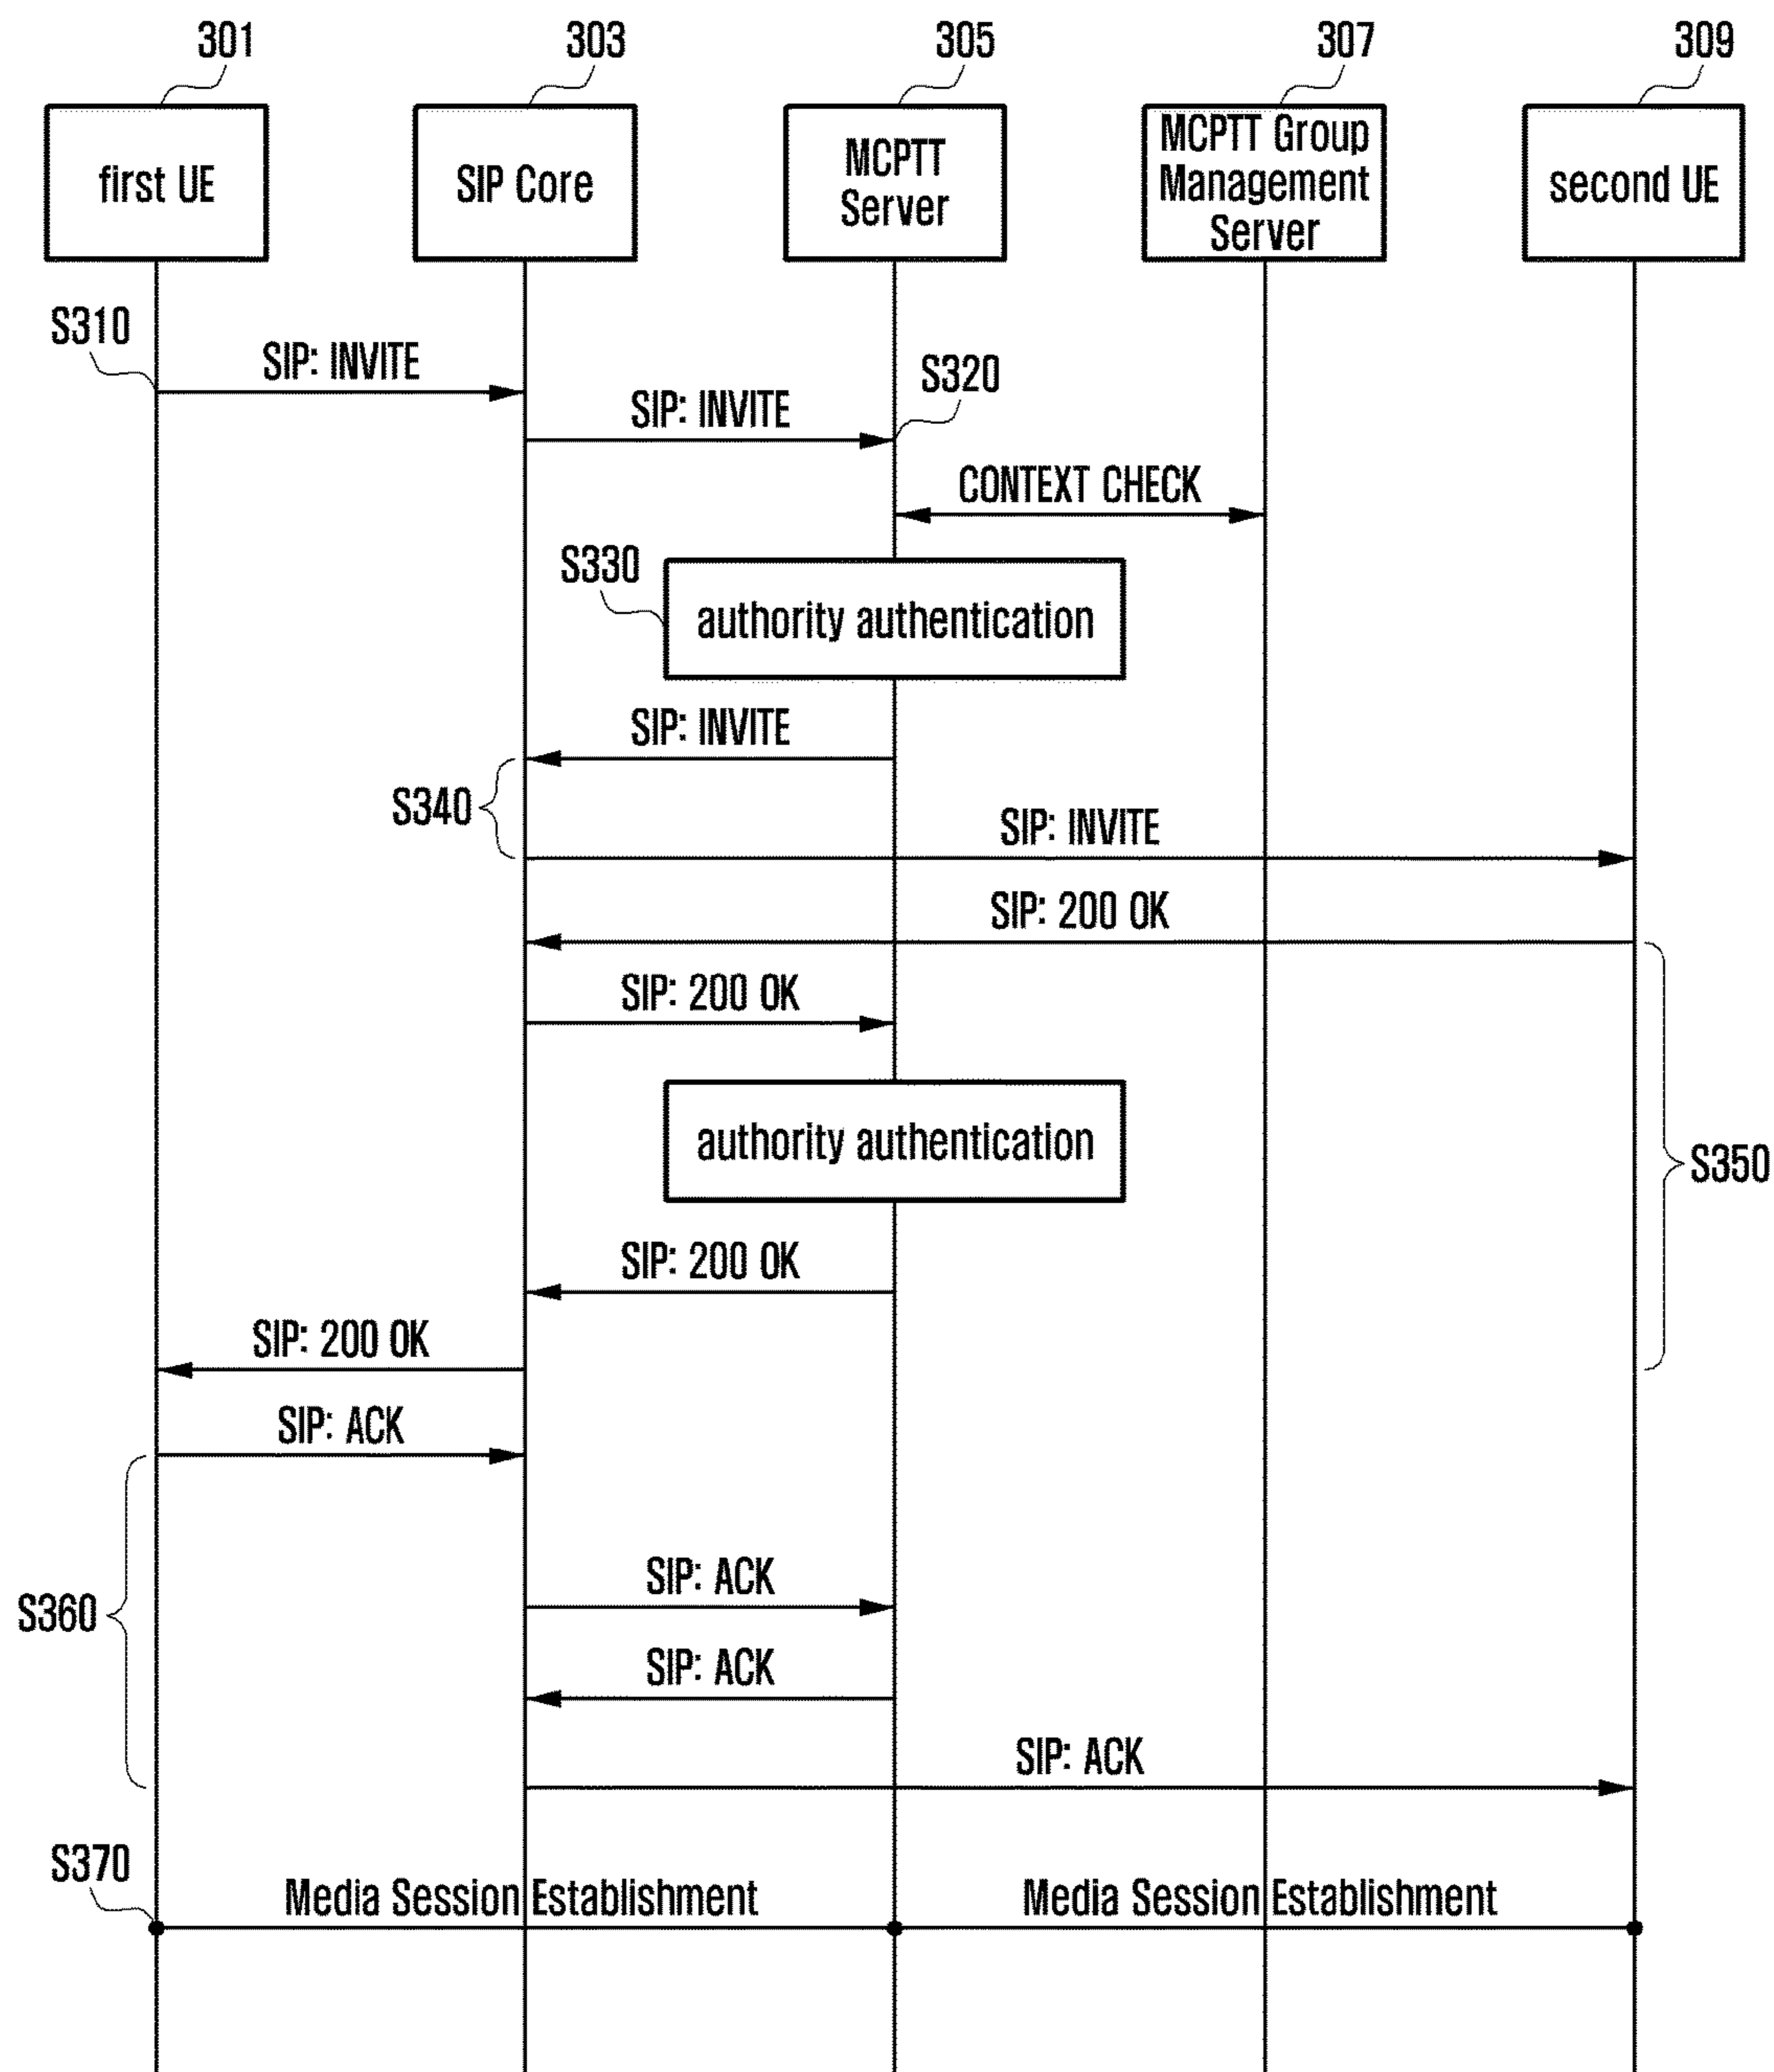 301
303
305
307
309
first UE
SIP Core
MCPTT
Server
MCPTT Group
Management
Server
second UE
S310
SIP: INVITE
SIP: INVITE
S320
CONTEXT CHECK
S330
authority authentication
SIP: INVITE
S340
SIP: INVITE
SIP: 200 OK
SIP: 200 OK
authority authentication
S350
SIP: 200 OK
SIP: 200 OK
SIP: ACK
SIP: ACK
S360
SIP: ACK
SIP: ACK
S370
Media Session Establishment
Media Session Establishment